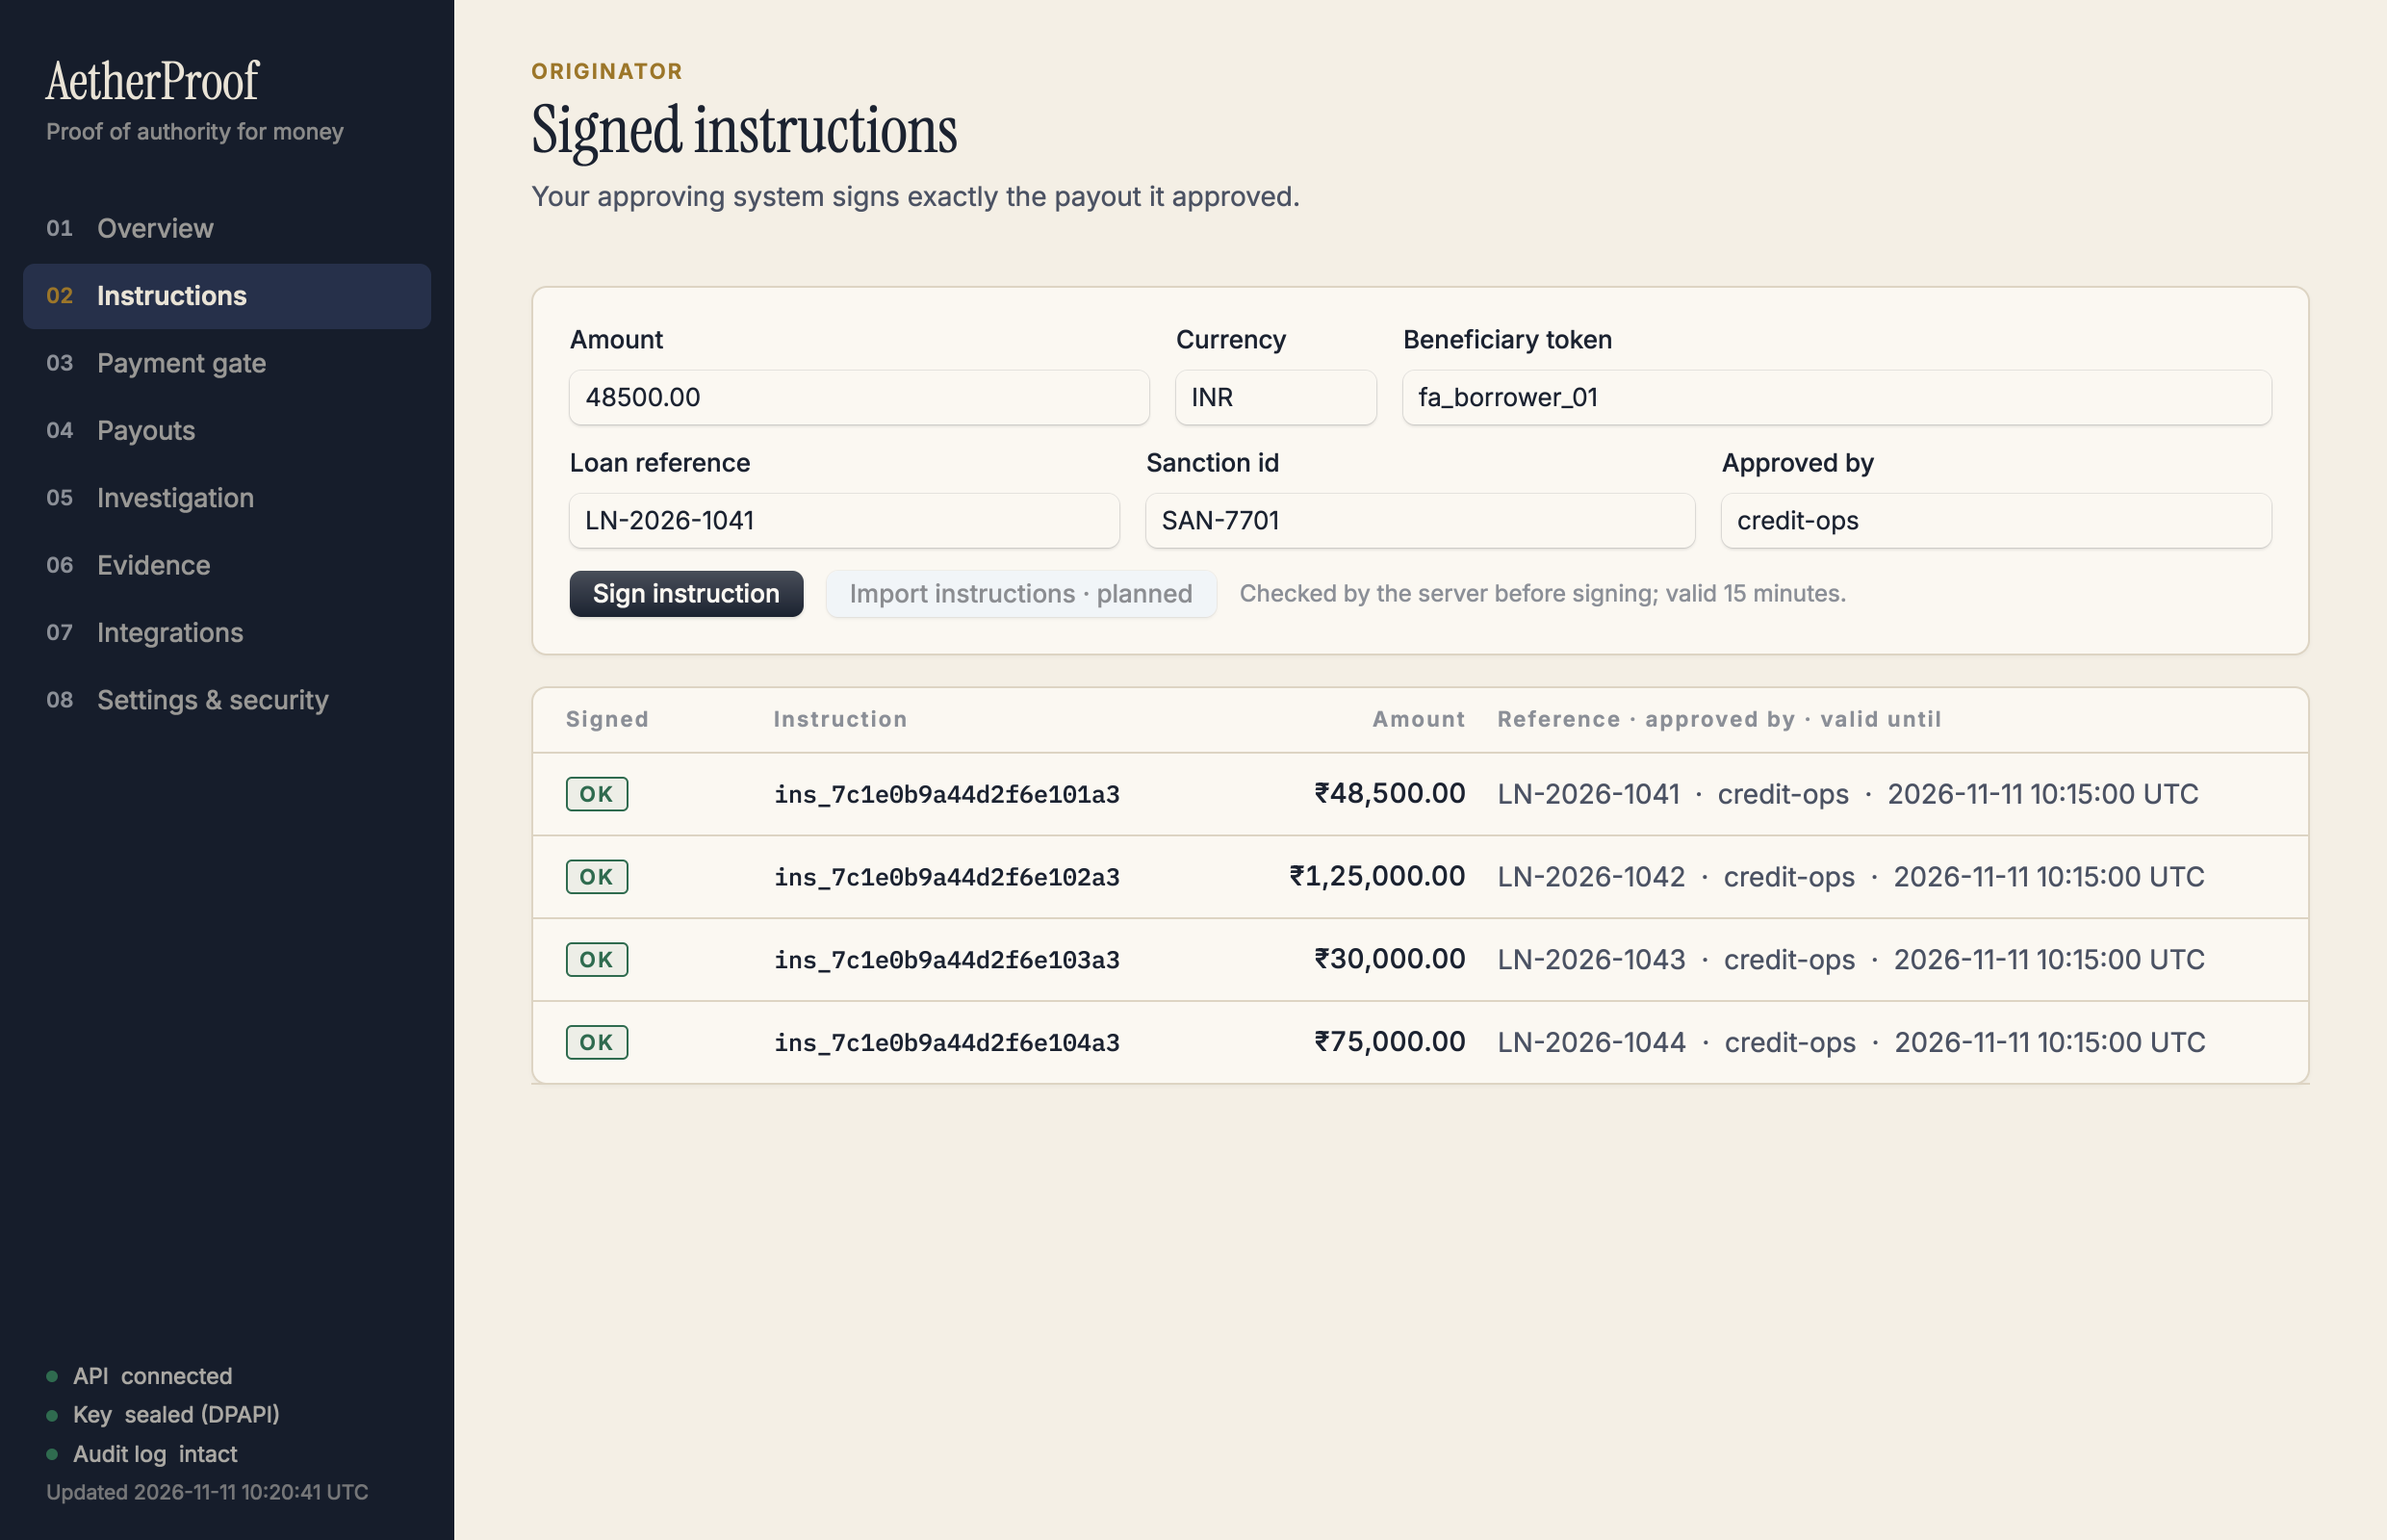 AetherProof
Proof of authority for money
01 Overview
02 Instructions
03 Payment gate
04 Payouts
05 Investigation
06 Evidence
07 Integrations
08 Settings & security
API connected
Key sealed (DPAPI)
Audit log intact
Updated 2026-11-11 10:20:41 UTC
ORIGINATOR
Signed instructions
Your approving system signs exactly the payout it approved.
Amount Currency Beneficiary token
48500.00 INR fa_borrower_01
Loan reference Sanction id Approved by
LN-2026-1041 SAN-7701 credit-ops
Sign instruction Import instructions · planned Checked by the server before signing; valid 15 minutes.
Signed Instruction Amount Reference · approved by · valid until
OK ins_7c1e0b9a44d2f6e101a3 ₹48,500.00 LN-2026-1041 · credit-ops · 2026-11-11 10:15:00 UTC
OK ins_7c1e0b9a44d2f6e102a3 ₹1,25,000.00 LN-2026-1042 · credit-ops · 2026-11-11 10:15:00 UTC
OK ins_7c1e0b9a44d2f6e103a3 ₹30,000.00 LN-2026-1043 · credit-ops · 2026-11-11 10:15:00 UTC
OK ins_7c1e0b9a44d2f6e104a3 ₹75,000.00 LN-2026-1044 · credit-ops · 2026-11-11 10:15:00 UTC